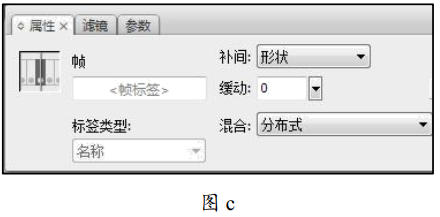 属性 × 滤镜 参数
帧 补间: 形状
<帧标签> 缓动: 0
标签类型: 混合: 分布式
名称
图 c